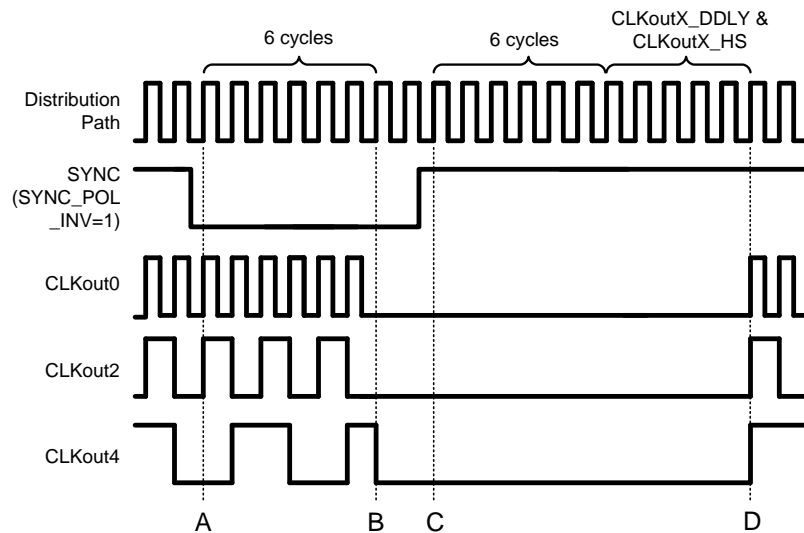 CLKoutX_DDLY &
CLKoutX_HS
6 cycles
6 cycles
Distribution
Path
SYNC
(SYNC_POL
_INV=1)
CLKout0
CLKout2
CLKout4
A
B
C
D